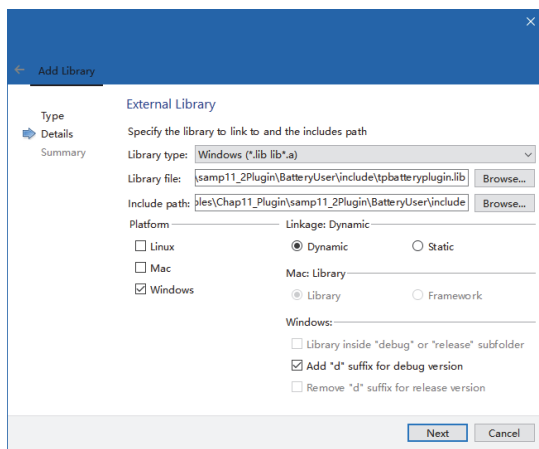 Add Library
Type
Details
Summary
External Library
Specify the library to link to and the includes path
Library type: Windows (*.lib lib*.a)
Library file: \samp11_2Plugin\BatteryUser\include\tpbatteryplugin.lib Browse...
Include path: ples\Chap11_Plugin\samp11_2Plugin\BatteryUser\include Browse...
Platform
Linux
Mac
Windows
Linkage: Dynamic
Dynamic Static
Mac: Library
Library Framework
Windows:
Library inside "debug" or "release" subfolder
Add "d" suffix for debug version
Remove "d" suffix for release version
Next Cancel